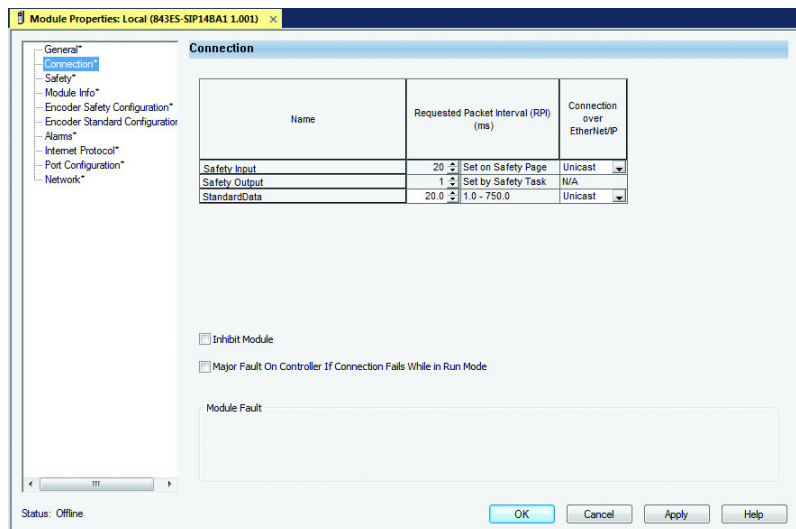 Module Properties: Local (843ES-SIP14BA1 1.001) ×
General*
Connection*
Safety*
Module Info*
Encoder Safety Configuration*
Encoder Standard Configuration
Alarms*
Internet Protocol*
Port Configuration*
Network*
Connection
Name
Requested Packet Interval (RPI)
(ms)
Connection
over
EtherNet/IP
Safety Input 20 Set on Safety Page Unicast
Safety Output 1 Set by Safety Task N/A
StandardData 20.0 1.0 - 750.0 Unicast
Inhibit Module
Major Fault On Controller If Connection Fails While in Run Mode
Module Fault
Status: Offline
OK
Cancel
Apply
Help